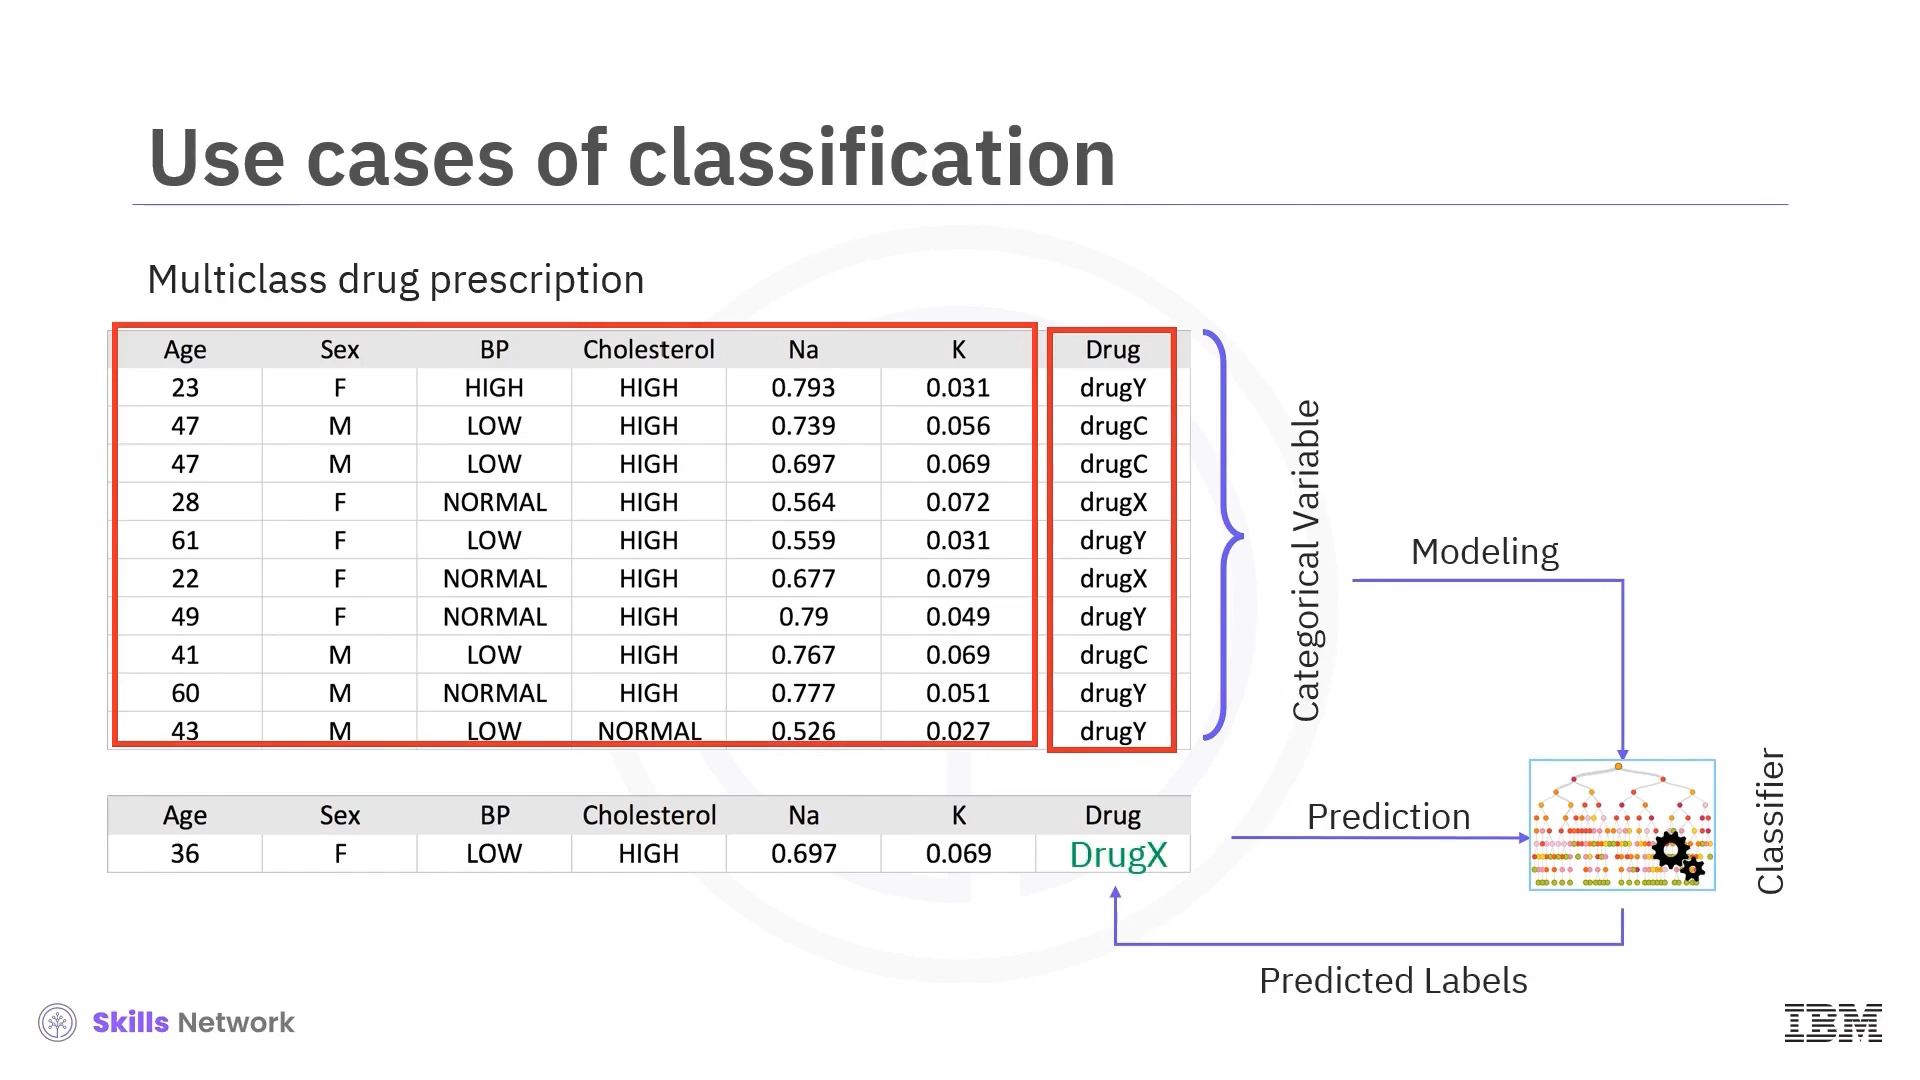 Use cases of classification
Multiclass drug prescription
Age Sex BP Cholesterol Na K Drug
23 F HIGH HIGH 0.793 0.031 drugY
47 M LOW HIGH 0.739 0.056 drugC
47 M LOW HIGH 0.697 0.069 drugC
28 F NORMAL HIGH 0.564 0.072 drugX
61 F LOW HIGH 0.559 0.031 drugY
22 F NORMAL HIGH 0.677 0.079 drugX
49 F NORMAL HIGH 0.79 0.049 drugY
41 M LOW HIGH 0.767 0.069 drugC
60 M NORMAL HIGH 0.777 0.051 drugY
43 M LOW NORMAL 0.526 0.027 drugY
Categorical Variable
Modeling
Age Sex BP Cholesterol Na K Drug
36 F LOW HIGH 0.697 0.069 DrugX
Prediction
Classifier
Predicted Labels
Skills Network
IBM